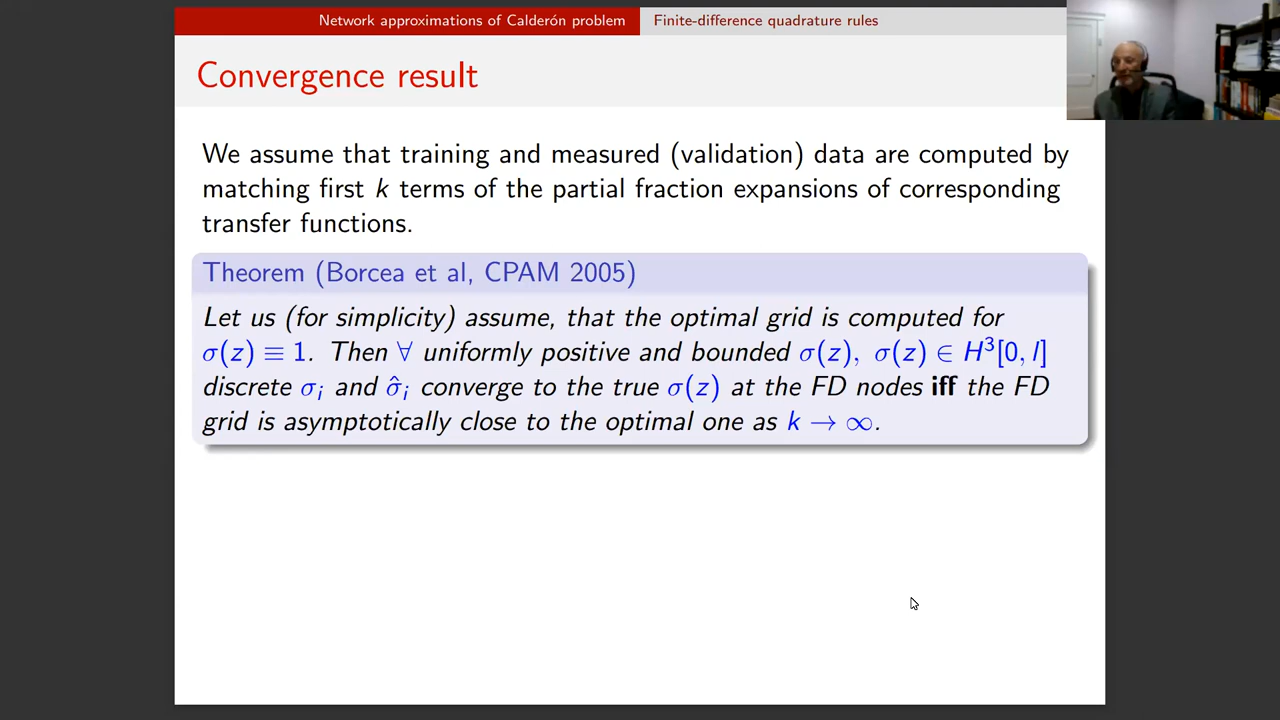 Network approximations of Calderón problem
Finite-difference quadrature rules
Convergence result
We assume that training and measured (validation) data are computed by
matching first k terms of the partial fraction expansions of corresponding
transfer functions.
Theorem (Borcea et al, CPAM 2005)
Let us (for simplicity) assume, that the optimal grid is computed for
σ(z) ≡ 1. Then ∀ uniformly positive and bounded σ(z), σ(z) ∈ H³[0, l]
discrete σᵢ and σ̂ᵢ converge to the true σ(z) at the FD nodes iff the FD
grid is asymptotically close to the optimal one as k → ∞.